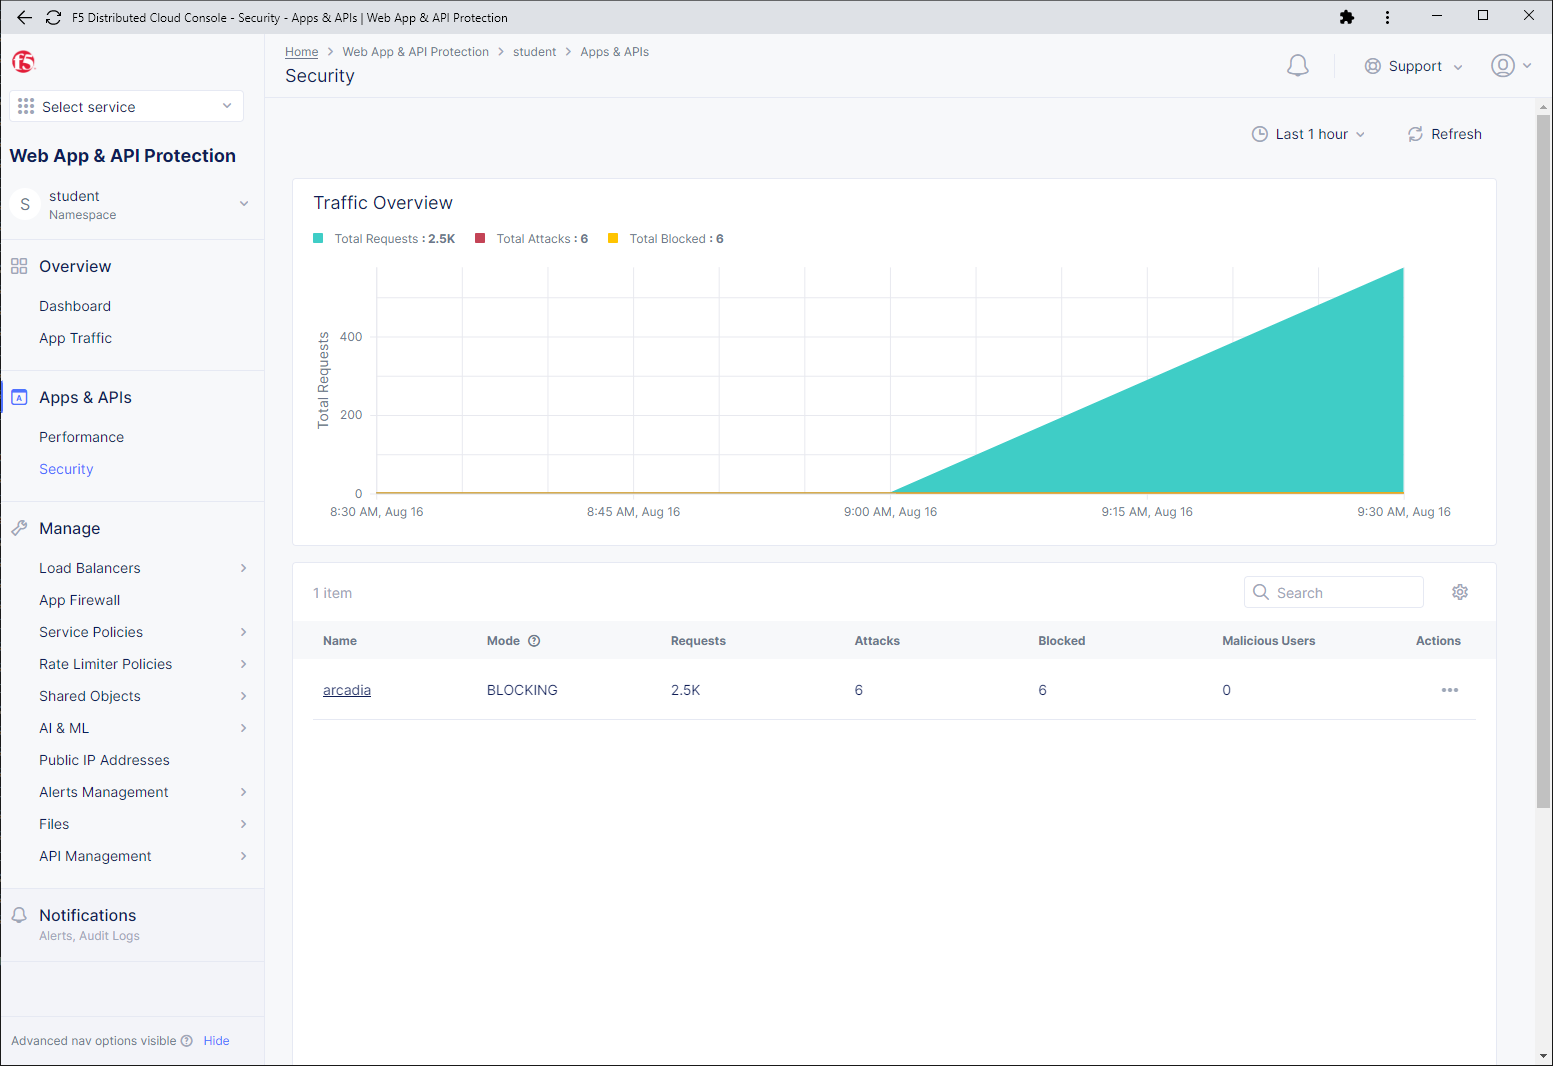 F5 Distributed Cloud Console - Security - Apps & APIs | Web App & API Protection
f5
Home > Web App & API Protection > student > Apps & APIs
Security
Support
Select service
Web App & API Protection
S
student
Namespace
Overview
Dashboard
App Traffic
A
Apps & APIs
Performance
Security
Manage
Load Balancers
App Firewall
Service Policies
Rate Limiter Policies
Shared Objects
AI & ML
Public IP Addresses
Alerts Management
Files
API Management
Notifications
Alerts, Audit Logs
Advanced nav options visible ? Hide
Last 1 hour
Refresh
Traffic Overview
Total Requests : 2.5K Total Attacks : 6 Total Blocked : 6
Total Requests
400
200
0
8:30 AM, Aug 16 8:45 AM, Aug 16 9:00 AM, Aug 16 9:15 AM, Aug 16 9:30 AM, Aug 16
1 item
Search
Name Mode ? Requests Attacks Blocked Malicious Users Actions
arcadia BLOCKING 2.5K 6 6 0